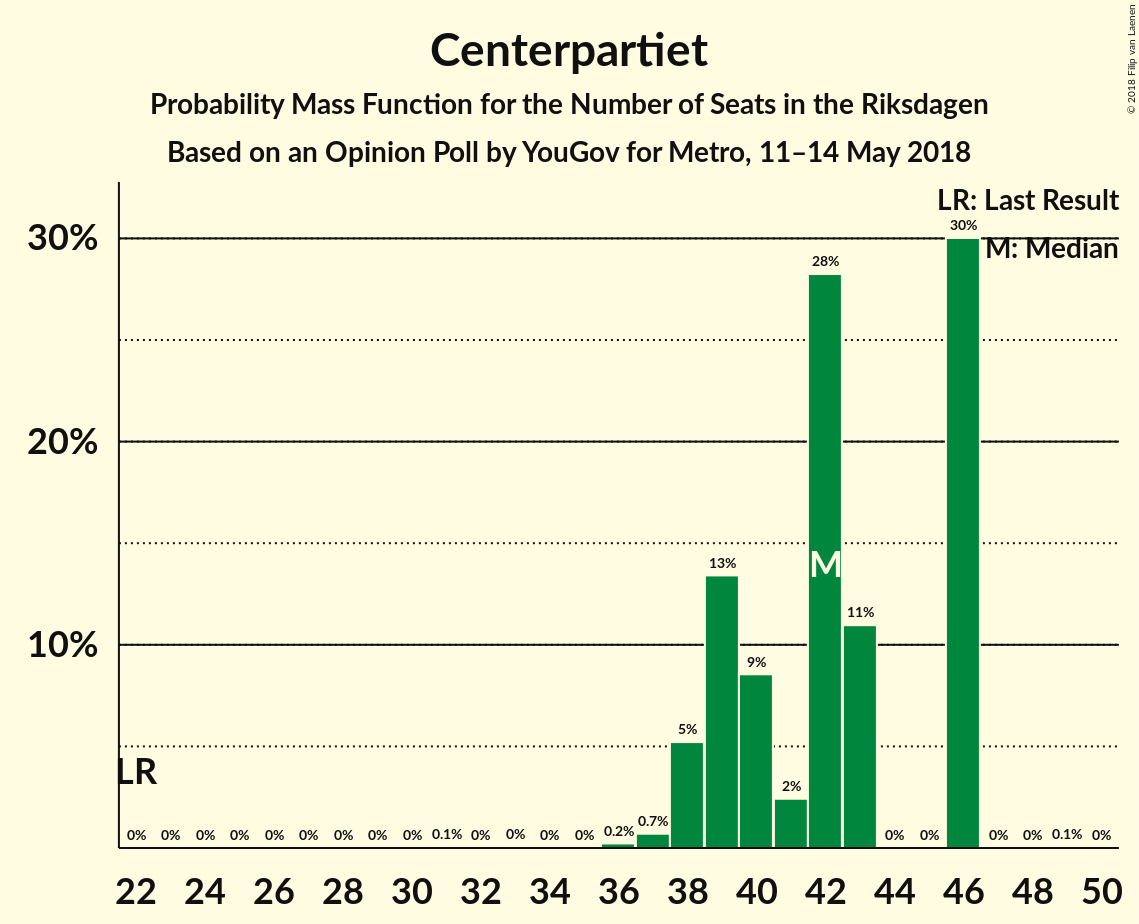 Centerpartiet
Probability Mass Function for the Number of Seats in the Riksdagen
Based on an Opinion Poll by YouGov for Metro, 11–14 May 2018
© 2018 Filip van Laenen
LR: Last Result
M: Median
30%
20%
10%
LR
M
0% 0% 0% 0% 0% 0% 0% 0% 0% 0.1% 0% 0% 0% 0% 0.2% 0.7% 5% 13% 9% 2% 28% 11% 0% 0% 30% 0% 0% 0.1% 0%
22 24 26 28 30 32 34 36 38 40 42 44 46 48 50